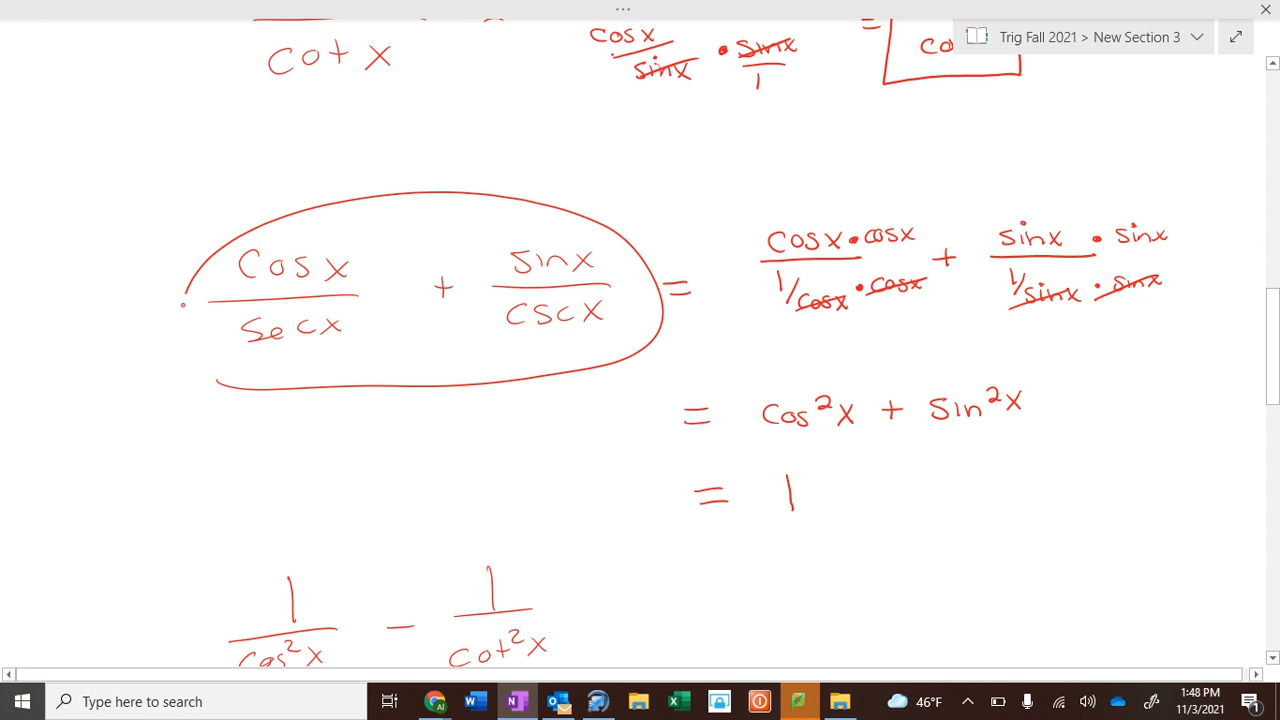 ...
Trig Fall 2021 > New Section 3
cot x
cos x / sin x • sin x / 1
=
co
cos x / sec x + sin x / csc x = cos x • cos x / 1/cos x • cos x + sin x • sin x / 1/sin x • sin x
= cos²x + sin²x
= 1
1 / cos²x - 1 / cot²x
Type here to search
AI
W
N
X
46°F
1:48 PM
11/3/2021
1